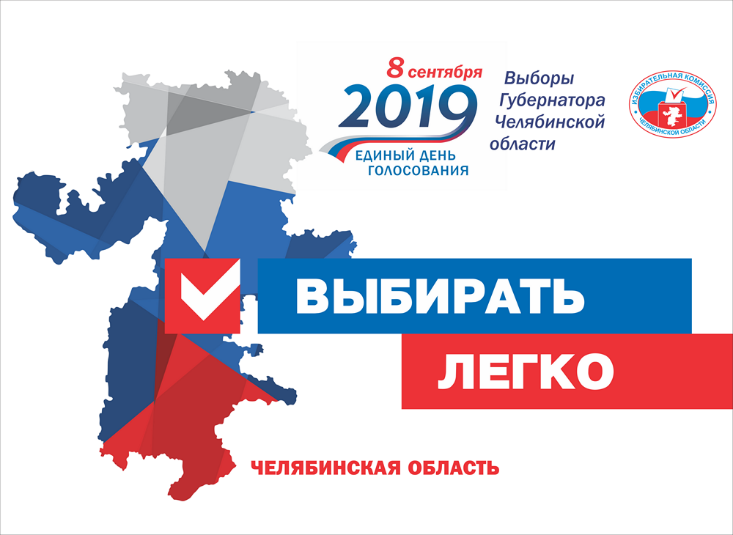 8 сентября
2019
ЕДИНЫЙ ДЕНЬ
ГОЛОСОВАНИЯ
Выборы
Губернатора
Челябинской
области
ИЗБИРАТЕЛЬНАЯ КОМИССИЯ
ЧЕЛЯБИНСКОЙ ОБЛАСТИ
ВЫБИРАТЬ
ЛЕГКО
ЧЕЛЯБИНСКАЯ ОБЛАСТЬ